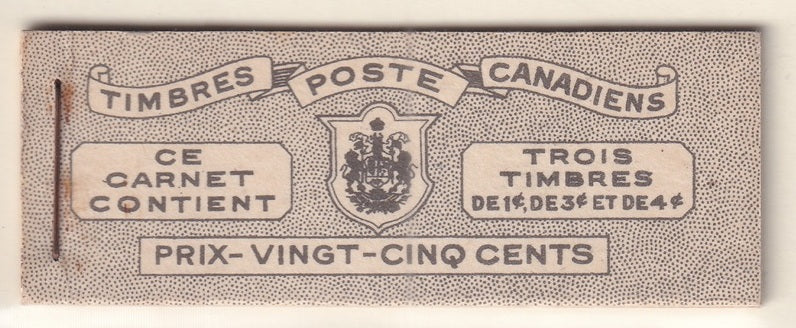 TIMBRES POSTE CANADIENS
CE
CARNET
CONTIENT
TROIS
TIMBRES
DE 1¢, DE 3¢ ET DE 4¢
PRIX-VINGT-CINQ CENTS